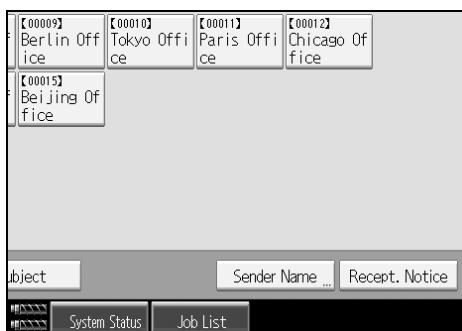 [00009] [00010] [00011] [00012]
Berlin Off Tokyo Offi Paris Offi Chicago Of
ice ce ce fice
[00015]
Beijing Of
fice
ubject Sender Name ... Recept. Notice
System Status Job List